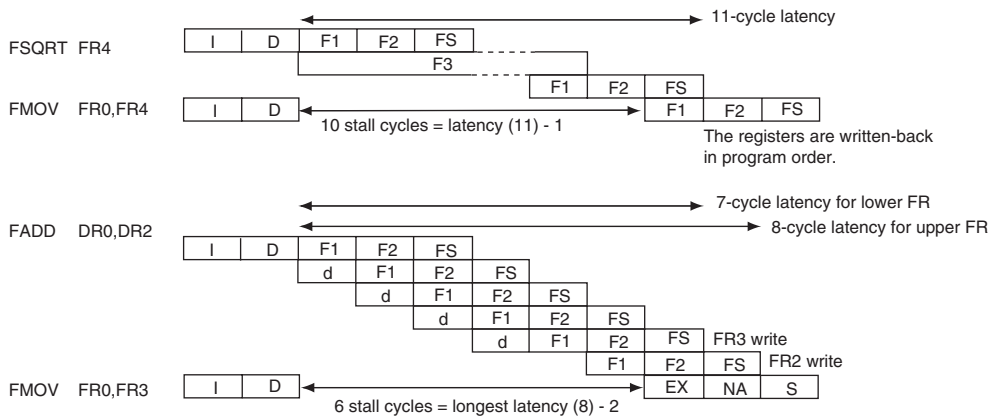 11-cycle latency
FSQRT FR4 I D F1 F2 FS
F3
F1 F2 FS
FMOV FR0,FR4 I D F1 F2 FS
10 stall cycles = latency (11) - 1
The registers are written-back
in program order.
7-cycle latency for lower FR
8-cycle latency for upper FR
FADD DR0,DR2 I D F1 F2 FS
d F1 F2 FS
d F1 F2 FS
d F1 F2 FS
d F1 F2 FS FR3 write
F1 F2 FS FR2 write
FMOV FR0,FR3 I D EX NA S
6 stall cycles = longest latency (8) - 2